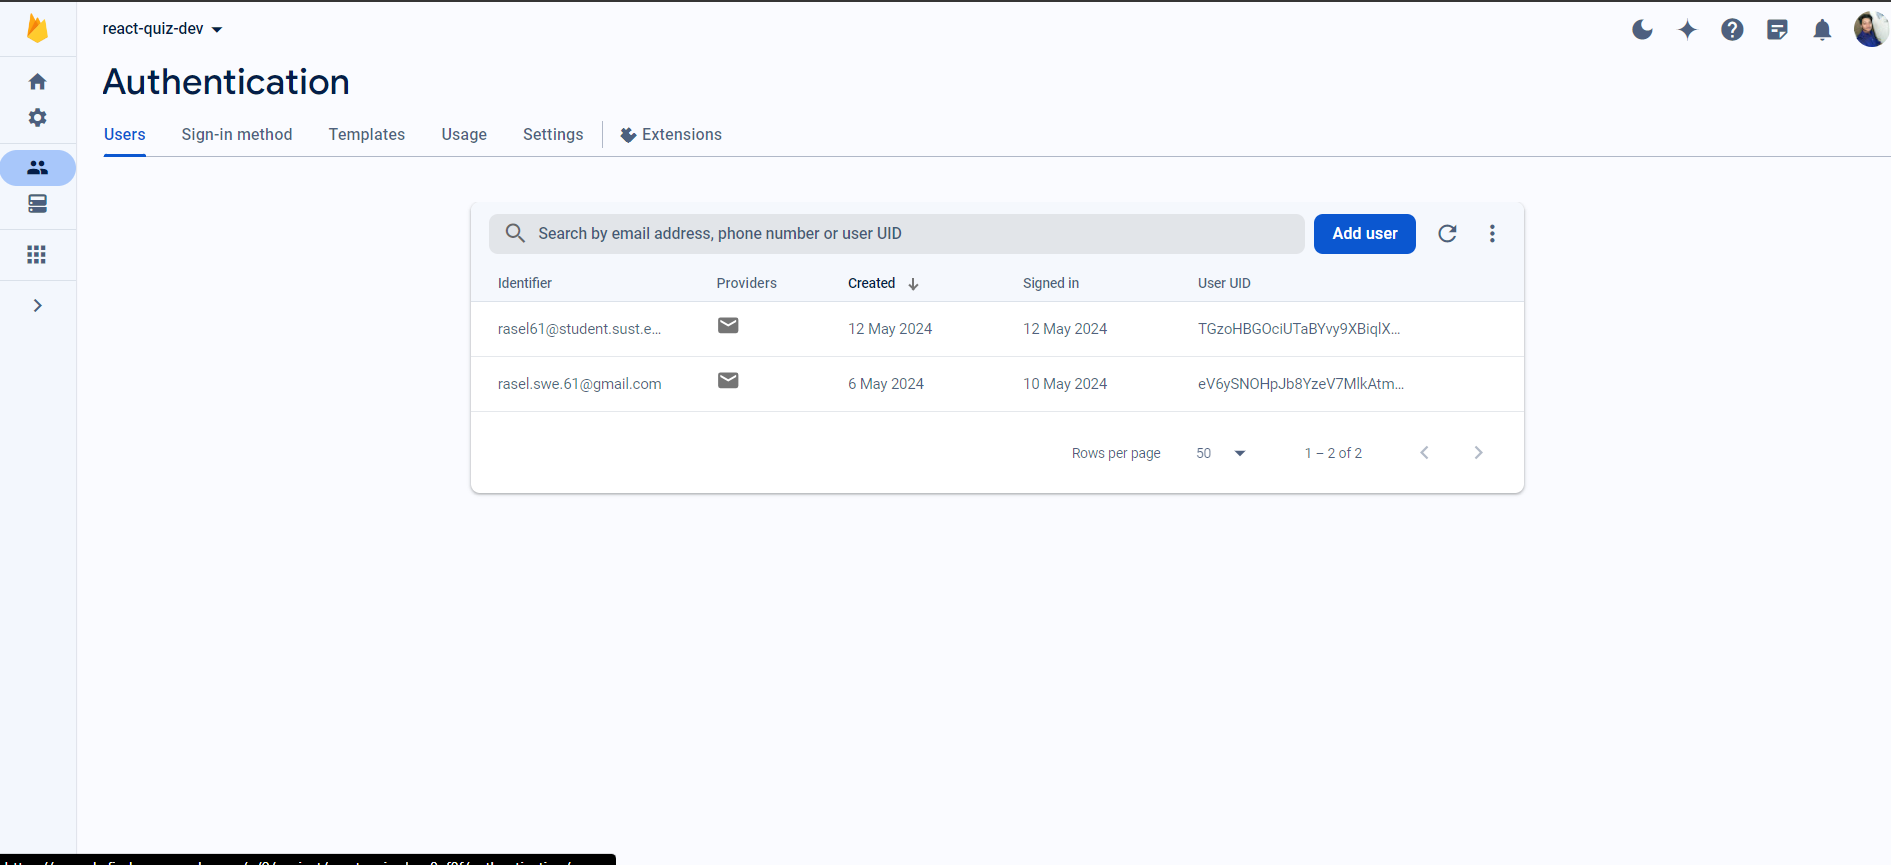 react-quiz-dev
Authentication
Users Sign-in method Templates Usage Settings Extensions
Search by email address, phone number or user UID Add user
Identifier Providers Created Signed in User UID
rasel61@student.sust.e... 12 May 2024 12 May 2024 TGzoHBGOciUTaBYvy9XBiqlX...
rasel.swe.61@gmail.com 6 May 2024 10 May 2024 eV6ySNOHpJb8YzeV7MlkAtm...
Rows per page 50 1 – 2 of 2